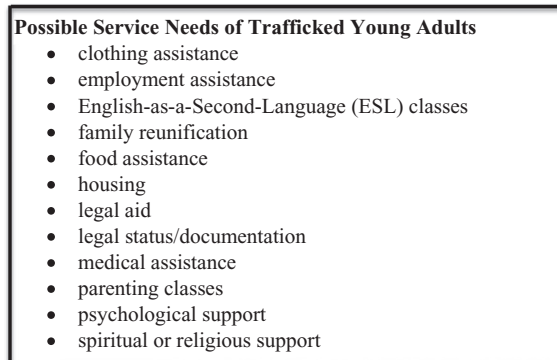 Possible Service Needs of Trafficked Young Adults
• clothing assistance
• employment assistance
• English-as-a-Second-Language (ESL) classes
• family reunification
• food assistance
• housing
• legal aid
• legal status/documentation
• medical assistance
• parenting classes
• psychological support
• spiritual or religious support